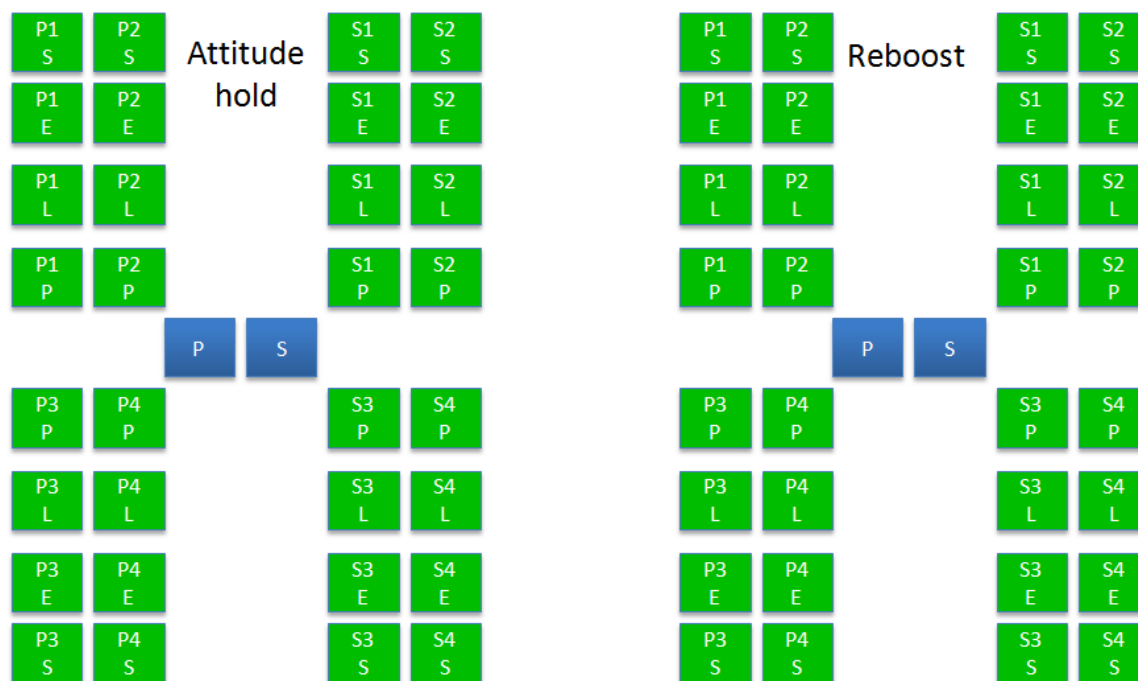 P1 P2 Attitude S1 S2 P1 P2 Reboost S1 S2
S S hold S S S S S S
P1 P2 S1 S2 P1 P2 S1 S2
E E E E E E E E
P1 P2 S1 S2 P1 P2 S1 S2
L L L L L L L L
P1 P2 S1 S2 P1 P2 S1 S2
P P P P P P P P
P S P S
P3 P4 S3 S4 P3 P4 S3 S4
P P P P P P P P
P3 P4 S3 S4 P3 P4 S3 S4
L L L L L L L L
P3 P4 S3 S4 P3 P4 S3 S4
E E E E E E E E
P3 P4 S3 S4 P3 P4 S3 S4
S S S S S S S S